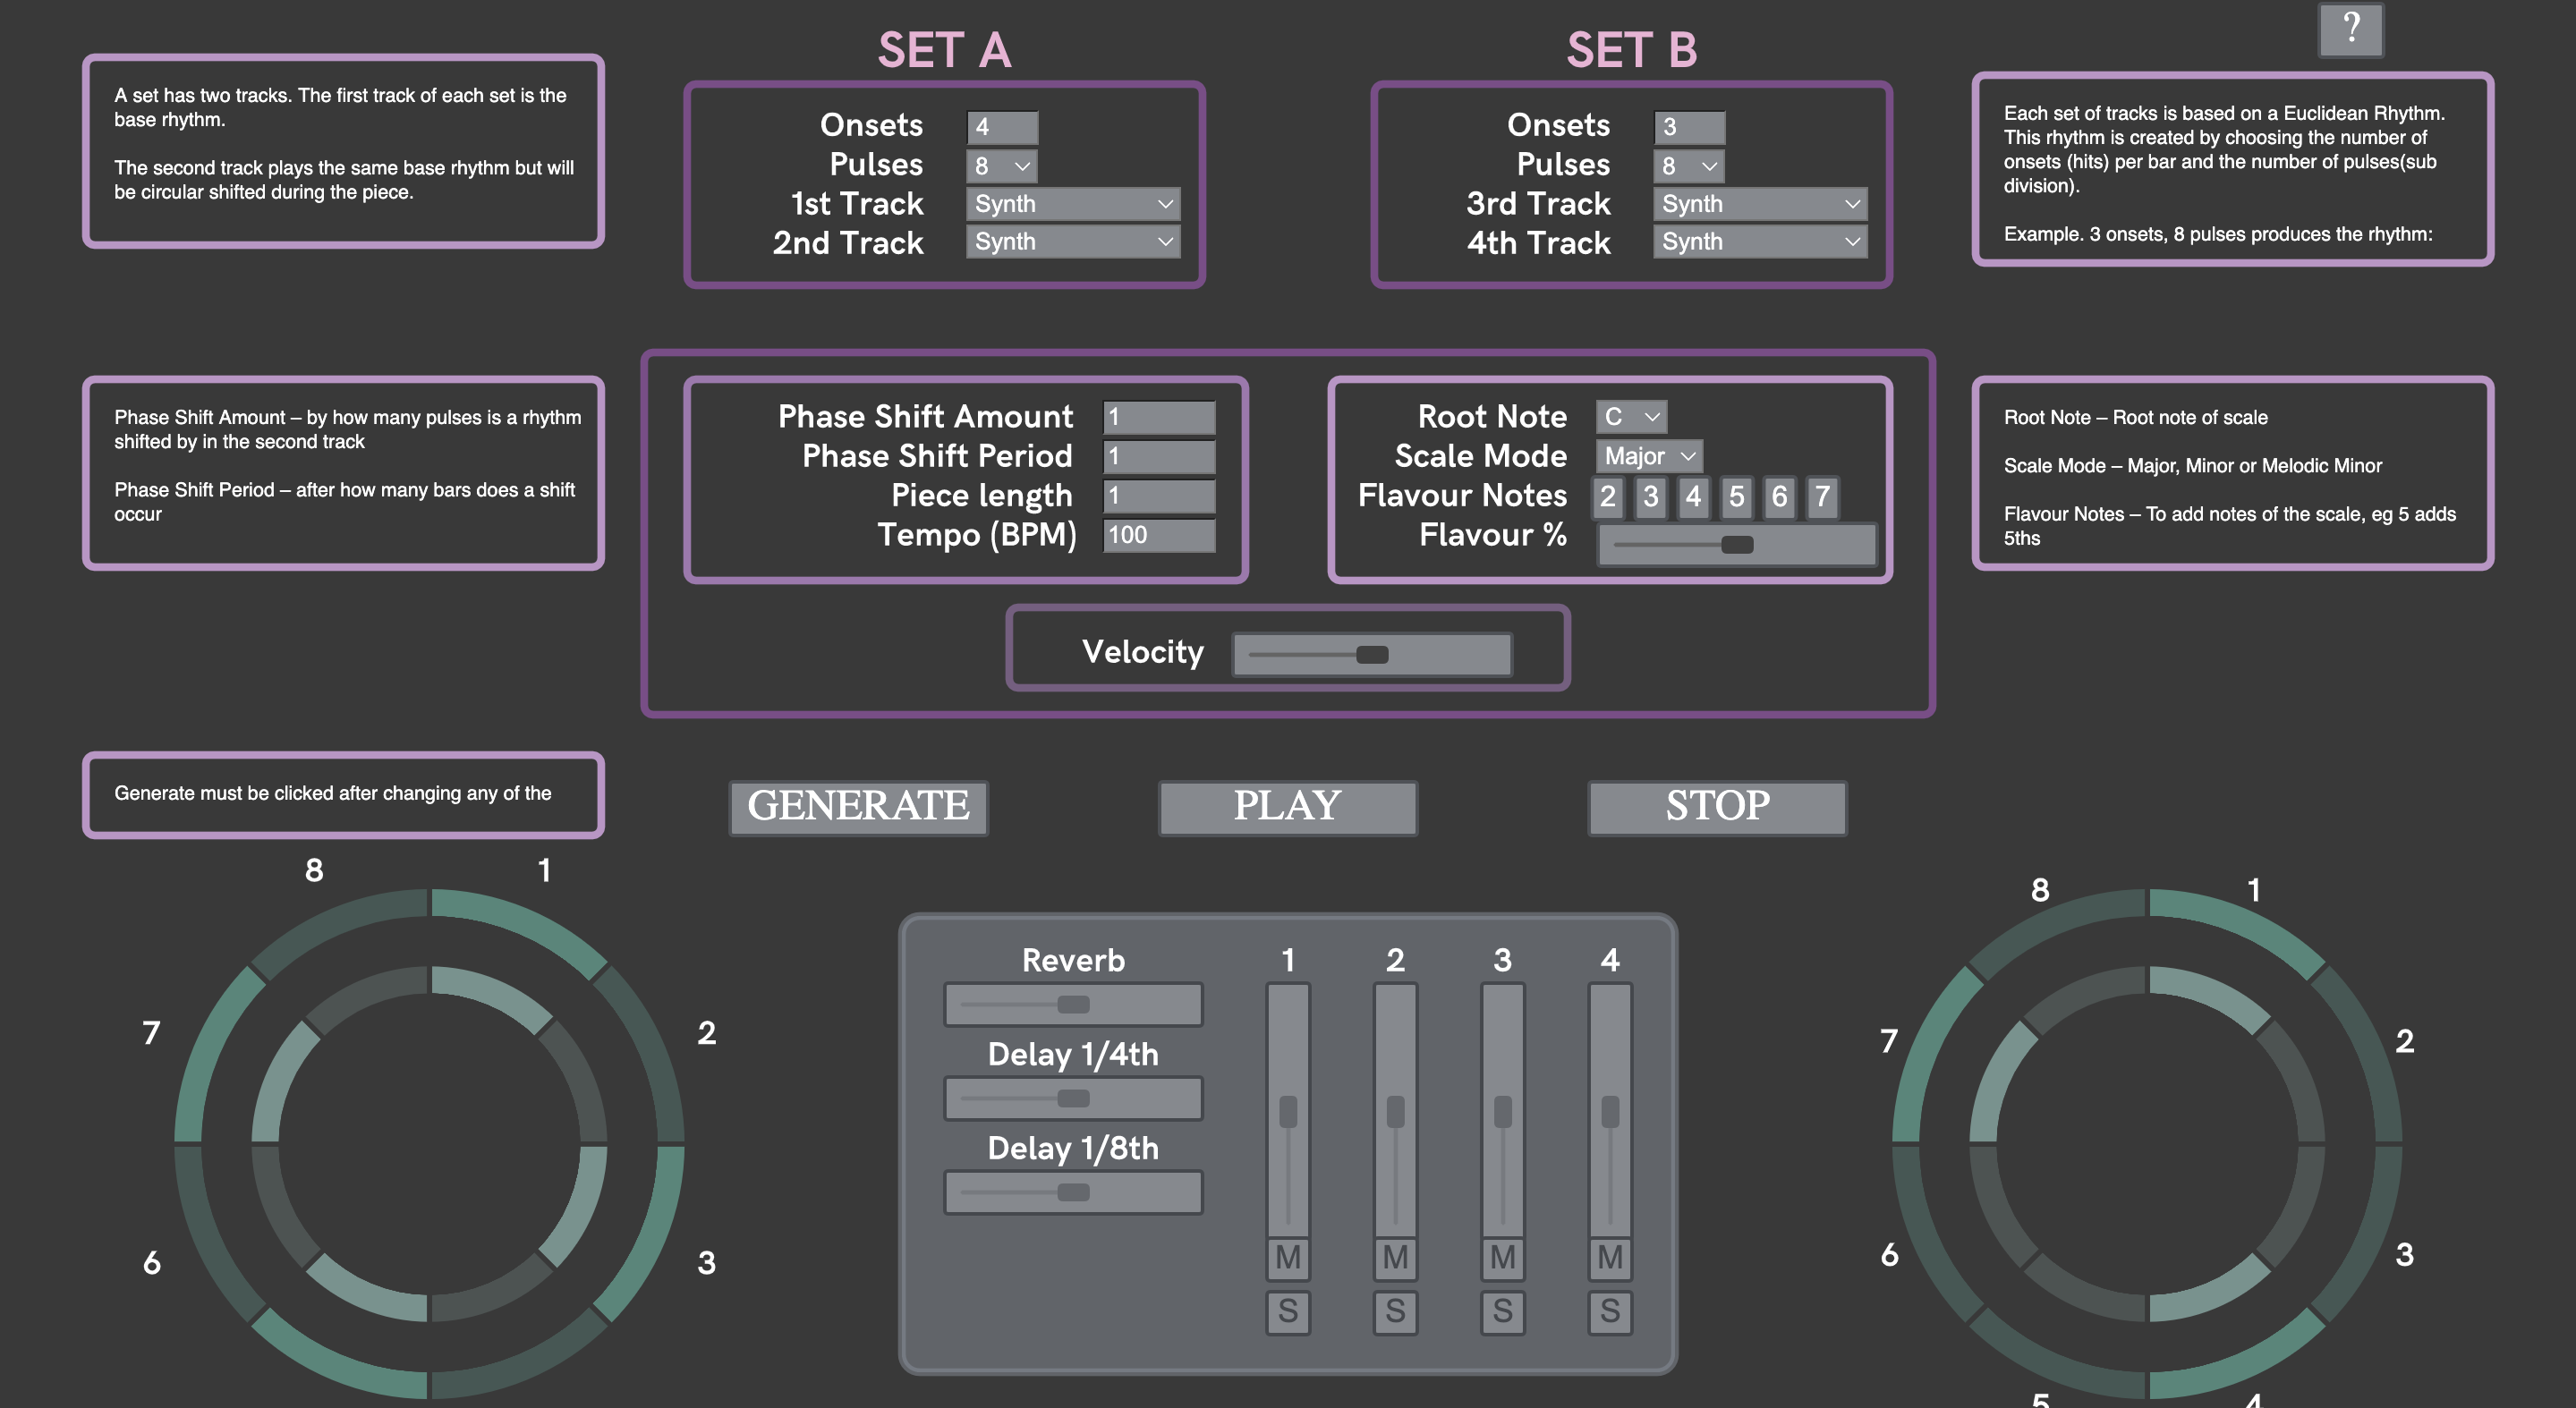 ?
SET A
SET B
A set has two tracks. The first track of each set is the
base rhythm.
The second track plays the same base rhythm but will
be circular shifted during the piece.
Onsets 4
Pulses 8
1st Track Synth
2nd Track Synth
Onsets 3
Pulses 8
3rd Track Synth
4th Track Synth
Each set of tracks is based on a Euclidean Rhythm.
This rhythm is created by choosing the number of
onsets (hits) per bar and the number of pulses(sub
division).
Example. 3 onsets, 8 pulses produces the rhythm:
Phase Shift Amount – by how many pulses is a rhythm
shifted by in the second track
Phase Shift Period – after how many bars does a shift
occur
Phase Shift Amount 1
Phase Shift Period 1
Piece length 1
Tempo (BPM) 100
Root Note C
Scale Mode Major
Flavour Notes 2 3 4 5 6 7
Flavour %
Root Note – Root note of scale
Scale Mode – Major, Minor or Melodic Minor
Flavour Notes – To add notes of the scale, eg 5 adds
5ths
Velocity
Generate must be clicked after changing any of the
GENERATE
PLAY
STOP
8 1
7 2
6 3
Reverb
Delay 1/4th
Delay 1/8th
1 2 3 4
M M M M
S S S S
8 1
7 2
6 3
5 4